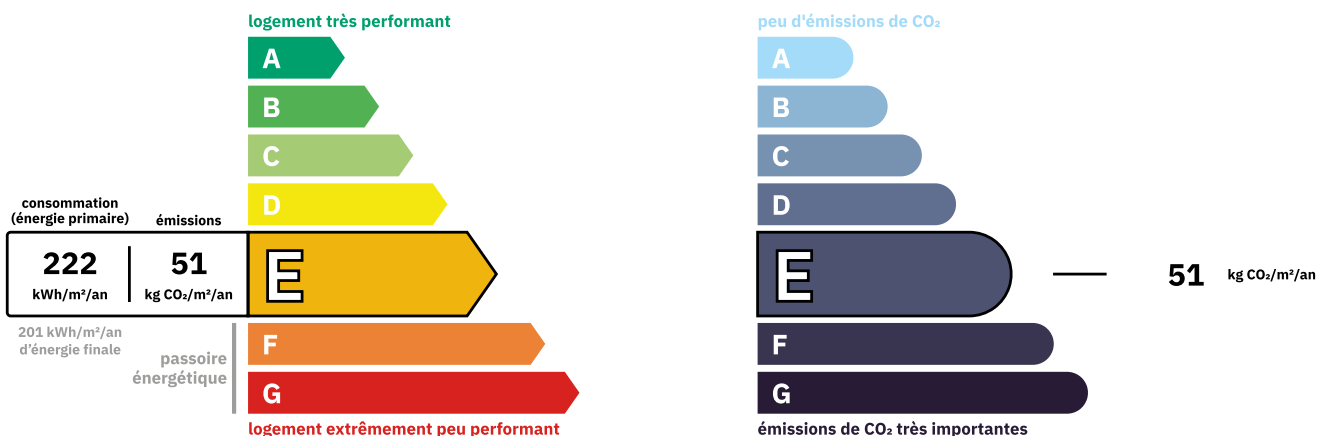 logement très performant
A
B
C
D
consommation
(énergie primaire)
émissions
222
kWh/m²/an
51
kg CO₂/m²/an
E
201 kWh/m²/an
d’énergie finale
passoire
énergétique
F
G
logement extrêmement peu performant
peu d'émissions de CO₂
A
B
C
D
E
51
kg CO₂/m²/an
F
G
émissions de CO₂ très importantes